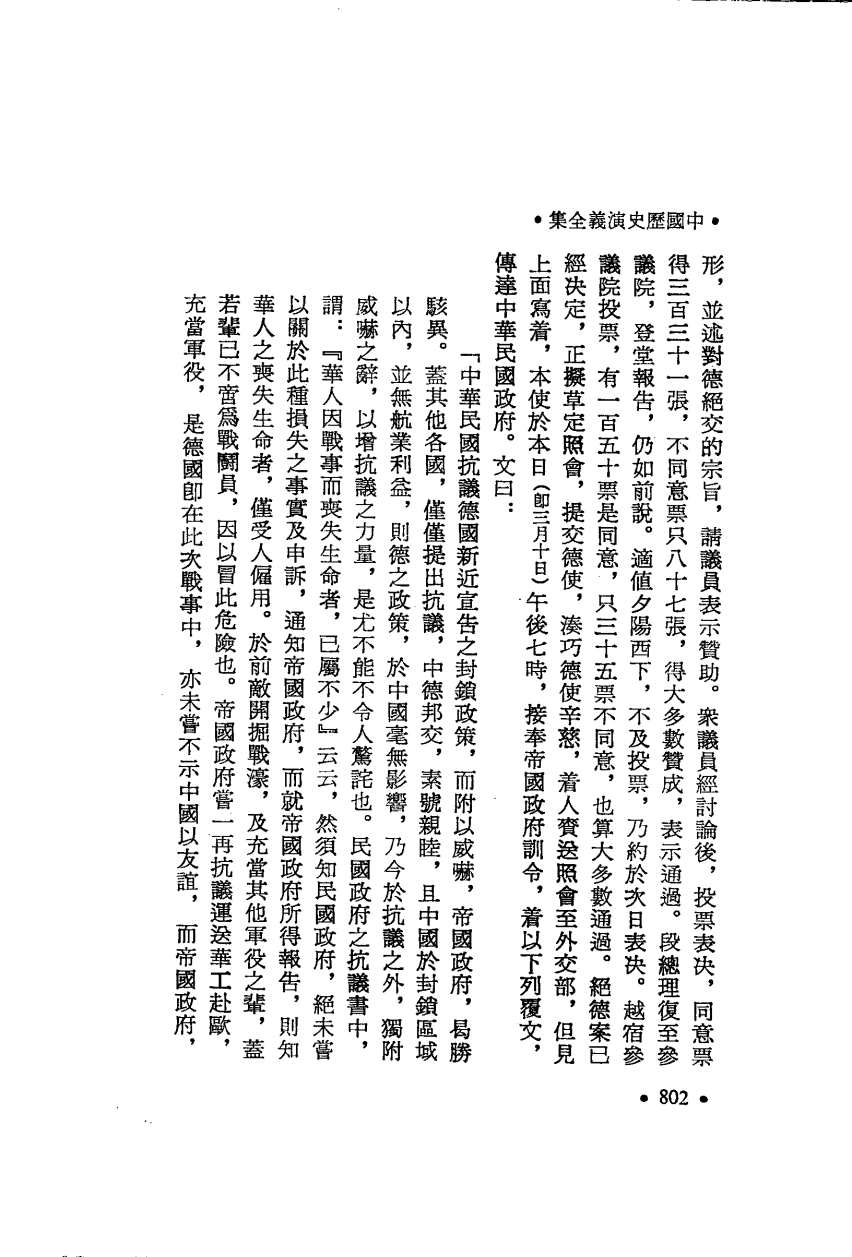 •中國歷史演義全集•
形，並述對德絕交的宗旨，請議員表示贊助。衆議員經討論後，投票表決，同意票
得三百三十一張，不同意票只八十七張，得大多數贊成，表示通過。段總理復至參
議院，登堂報告，仍如前說。適值夕陽西下，不及投票，乃約於次日表決。越宿參
議院投票，有一百五十票是同意，只三十五票不同意，也算大多數通過。絕德案已
經决定，正擬草定照會，提交德使，湊巧德使辛慈，着人賫送照會至外交部，但見
上面寫着，本使於本日（卽三月十日）午後七時，接奉帝國政府訓令，着以下列覆文，
傳達中華民國政府。文曰：
「中華民國抗議德國新近宣告之封鎖政策，而附以威嚇，帝國政府，曷勝
駭異。蓋其他各國，僅僅提出抗議，中德邦交，素號親睦，且中國於封鎖區域
以內，並無航業利益，則德之政策，於中國毫無影響，乃今於抗議之外，獨附
威嚇之辭，以增抗議之力量，是尤不能不令人驚詫也。民國政府之抗議書中，
謂：『華人因戰事而喪失生命者，已屬不少』云云，然須知民國政府，絕未嘗
以關於此種損失之事實及申訴，通知帝國政府，而就帝國政府所得報告，則知
華人之喪失生命者，僅受人僱用。於前敵開掘戰濠，及充當其他軍役之輩，蓋
若輩已不啻爲戰鬭員，因以冒此危險也。帝國政府嘗一再抗議運送華工赴歐，
充當軍役，是德國卽在此次戰事中，亦未嘗不示中國以友誼，而帝國政府，
•802•